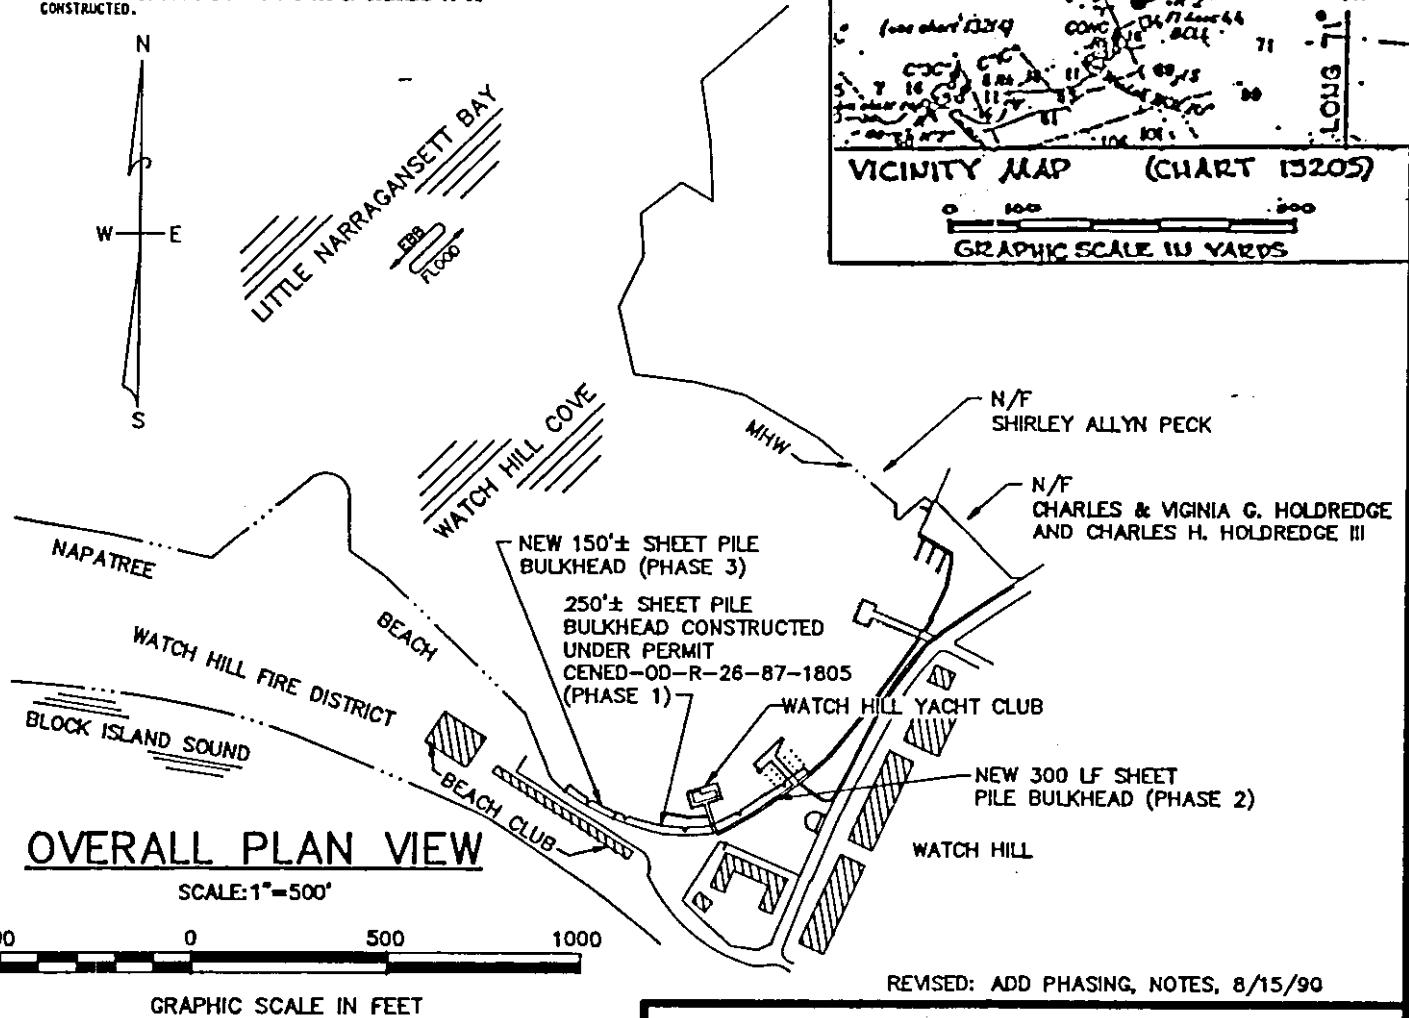 CONSTRUCTED.
N
W
E
S
LITTLE NARRAGANSETT BAY
EBB
FLOOD
LONG 71°
VICINITY MAP (CHART 13205)
0 100 500
GRAPHIC SCALE IN YARDS
WATCH HILL COVE
MHW
N/F
SHIRLEY ALLYN PECK
N/F
CHARLES & VIGINIA G. HOLDREDGE
AND CHARLES H. HOLDREDGE III
NAPATREE
BEACH
NEW 150'± SHEET PILE
BULKHEAD (PHASE 3)
250'± SHEET PILE
BULKHEAD CONSTRUCTED
UNDER PERMIT
CENED-OD-R-26-87-1805
(PHASE 1)
WATCH HILL YACHT CLUB
WATCH HILL FIRE DISTRICT
BLOCK ISLAND SOUND
BEACH CLUB
NEW 300 LF SHEET
PILE BULKHEAD (PHASE 2)
WATCH HILL
OVERALL PLAN VIEW
SCALE:1"=500'
0 500 1000
GRAPHIC SCALE IN FEET
REVISED: ADD PHASING, NOTES, 8/15/90